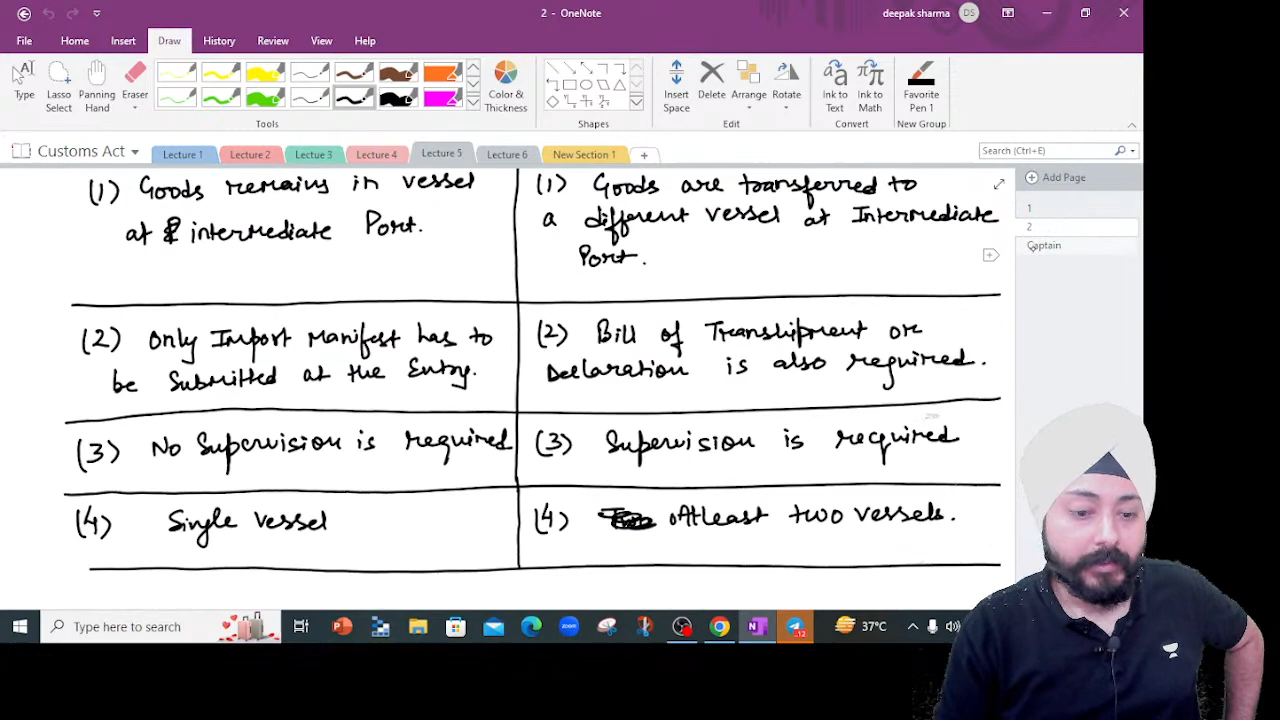 2 - OneNote
deepak sharma
DS
File
Home
Insert
Draw
History
Review
View
Help
Type
Lasso
Select
Panning
Hand
Eraser
Color &
Thickness
Insert
Space
Delete
Arrange
Rotate
Ink to
Text
Ink to
Math
Favorite
Pen 1
Tools
Shapes
Edit
Convert
New Group
Customs Act
Lecture 1
Lecture 2
Lectue 3
Lecture 4
Lecture 5
Lecture 6
New Section 1
Search (Ctrl+E)
Add Page
1
2
Captain
(1) Goods remains in vessel
at intermediate Port.
(1) Goods are transferred to
a different vessel at Intermediate
Port.
(2) Only Import Manifest has to
be Submitted at the Entry.
(2) Bill of Transhipment or
Declaration is also required.
(3) No Supervision is required
(3) Supervision is required
(4) Single vessel
(4) Atleast two vessels.
Type here to search
12
37°C